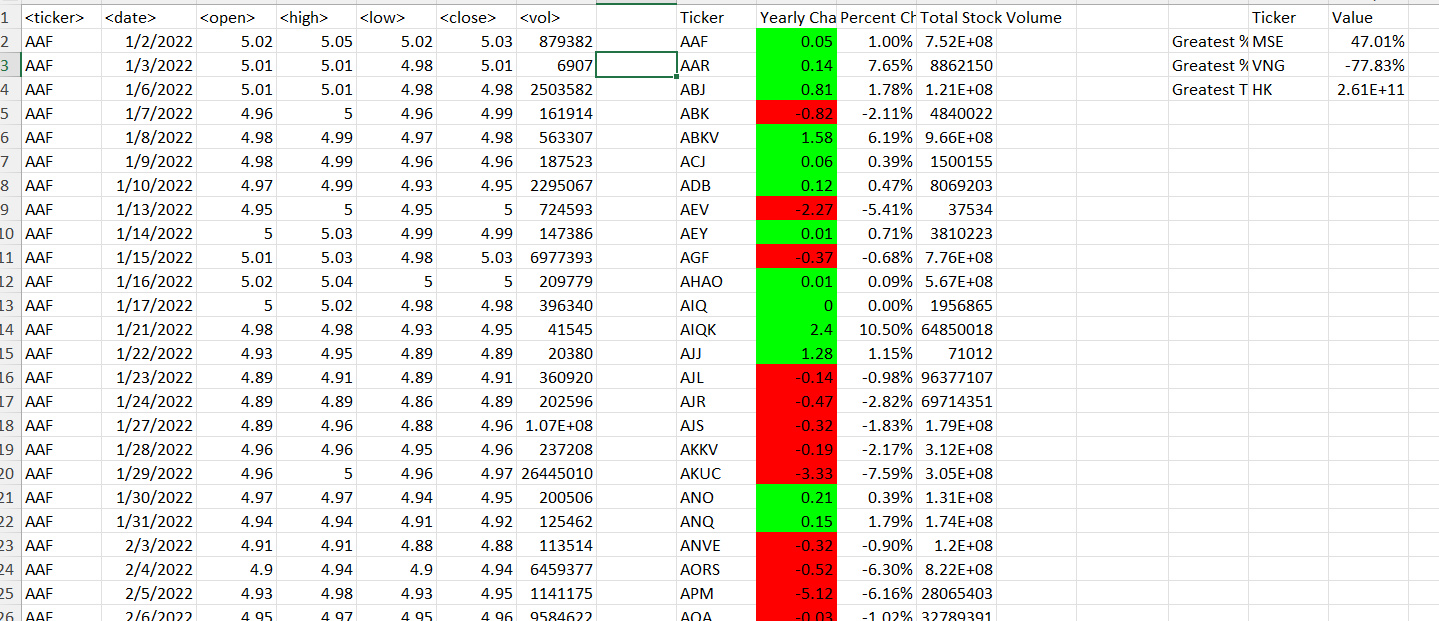 1 <ticker> <date> <open> <high> <low> <close> <vol> Ticker Yearly Cha Percent Ch Total Stock Volume Ticker Value
2 AAF 1/2/2022 5.02 5.05 5.02 5.03 879382 AAF 0.05 1.00% 7.52E+08 Greatest % MSE 47.01%
3 AAF 1/3/2022 5.01 5.01 4.98 5.01 6907 AAR 0.14 7.65% 8862150 Greatest % VNG -77.83%
4 AAF 1/6/2022 5.01 5.01 4.98 4.98 2503582 ABJ 0.81 1.78% 1.21E+08 Greatest T HK 2.61E+11
5 AAF 1/7/2022 4.96 5 4.96 4.99 161914 ABK -0.82 -2.11% 4840022
6 AAF 1/8/2022 4.98 4.99 4.97 4.98 563307 ABKV 1.58 6.19% 9.66E+08
7 AAF 1/9/2022 4.98 4.99 4.96 4.96 187523 ACJ 0.06 0.39% 1500155
8 AAF 1/10/2022 4.97 4.99 4.93 4.95 2295067 ADB 0.12 0.47% 8069203
9 AAF 1/13/2022 4.95 5 4.95 5 724593 AEV -2.27 -5.41% 37534
10 AAF 1/14/2022 5 5.03 4.99 4.99 147386 AEY 0.01 0.71% 3810223
11 AAF 1/15/2022 5.01 5.03 4.98 5.03 6977393 AGF -0.37 -0.68% 7.76E+08
12 AAF 1/16/2022 5.02 5.04 5 5 209779 AHAO 0.01 0.09% 5.67E+08
13 AAF 1/17/2022 5 5.02 4.98 4.98 396340 AIQ 0 0.00% 1956865
14 AAF 1/21/2022 4.98 4.98 4.93 4.95 41545 AIQK 2.4 10.50% 64850018
15 AAF 1/22/2022 4.93 4.95 4.89 4.89 20380 AJJ 1.28 1.15% 71012
16 AAF 1/23/2022 4.89 4.91 4.89 4.91 360920 AJL -0.14 -0.98% 96377107
17 AAF 1/24/2022 4.89 4.89 4.86 4.89 202596 AJR -0.47 -2.82% 69714351
18 AAF 1/27/2022 4.89 4.96 4.88 4.96 1.07E+08 AJS -0.32 -1.83% 1.79E+08
19 AAF 1/28/2022 4.96 4.96 4.95 4.96 237208 AKKV -0.19 -2.17% 3.12E+08
20 AAF 1/29/2022 4.96 5 4.96 4.97 26445010 AKUC -3.33 -7.59% 3.05E+08
21 AAF 1/30/2022 4.97 4.97 4.94 4.95 200506 ANO 0.21 0.39% 1.31E+08
22 AAF 1/31/2022 4.94 4.94 4.91 4.92 125462 ANQ 0.15 1.79% 1.74E+08
23 AAF 2/3/2022 4.91 4.91 4.88 4.88 113514 ANVE -0.32 -0.90% 1.2E+08
24 AAF 2/4/2022 4.9 4.94 4.9 4.94 6459377 AORS -0.52 -6.30% 8.22E+08
25 AAF 2/5/2022 4.93 4.98 4.93 4.95 1141175 APM -5.12 -6.16% 28065403
26 AAF 2/6/2022 4.95 4.97 4.95 4.96 9584622 AQA -0.03 -1.02% 32789391